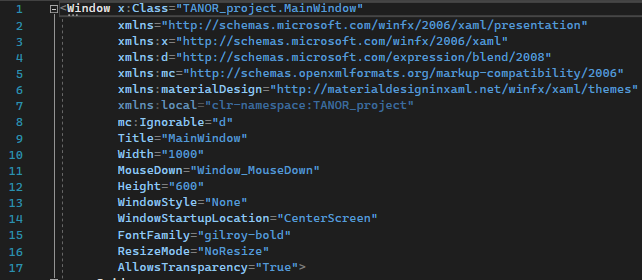 1 <Window x:Class="TANOR_project.MainWindow"
2 xmlns="http://schemas.microsoft.com/winfx/2006/xaml/presentation"
3 xmlns:x="http://schemas.microsoft.com/winfx/2006/xaml"
4 xmlns:d="http://schemas.microsoft.com/expression/blend/2008"
5 xmlns:mc="http://schemas.openxmlformats.org/markup-compatibility/2006"
6 xmlns:materialDesign="http://materialdesigninxaml.net/winfx/xaml/themes"
7 xmlns:local="clr-namespace:TANOR_project"
8 mc:Ignorable="d"
9 Title="MainWindow"
10 Width="1000"
11 MouseDown="Window_MouseDown"
12 Height="600"
13 WindowStyle="None"
14 WindowStartupLocation="CenterScreen"
15 FontFamily="gilroy-bold"
16 ResizeMode="NoResize"
17 AllowsTransparency="True">